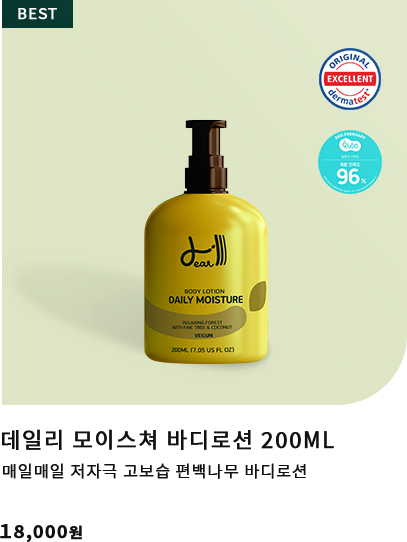 BEST
ORIGINAL
EXCELLENT
dermatest®
96%
BODY LOTION
DAILY MOISTURE
RELAXING FOREST
WITH PINE TREE & COCONUT
VEGUN
200ML (7.05 US FL OZ)
데일리 모이스쳐 바디로션 200ML
매일매일 저자극 고보습 편백나무 바디로션
18,000원